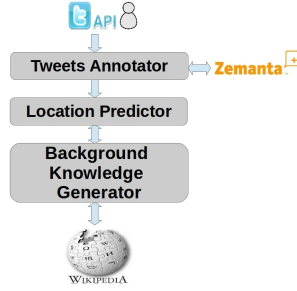 API
Tweets Annotator
Zemanta
+
Location Predictor
Background
Knowledge
Generator
WIKIPEDIA